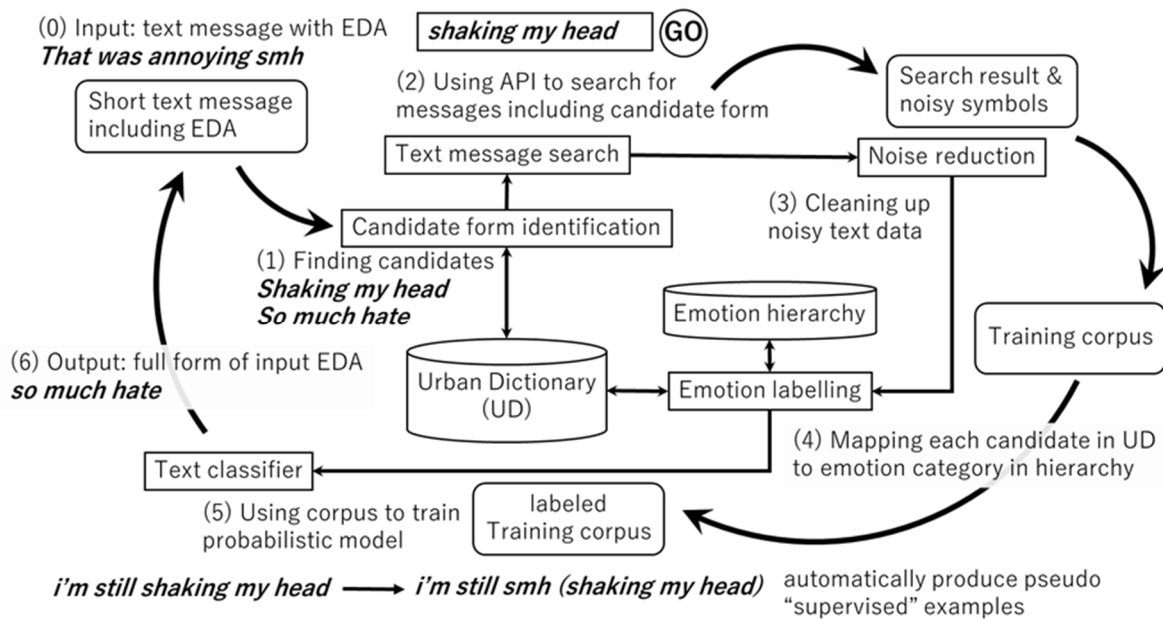 (0) Input: text message with EDA
That was annoying smh
shaking my head
GO
Short text message
including EDA
(2) Using API to search for
messages including candidate form
Search result &
noisy symbols
Text message search
Noise reduction
(3) Cleaning up
noisy text data
Candidate form identification
(1) Finding candidates
Shaking my head
So much hate
Emotion hierarchy
Training corpus
(6) Output: full form of input EDA
so much hate
Urban Dictionary
(UD)
Emotion labelling
(4) Mapping each candidate in UD
to emotion category in hierarchy
Text classifier
(5) Using corpus to train
probabilistic model
labeled
Training corpus
i'm still shaking my head
i'm still smh (shaking my head)
automatically produce pseudo
“supervised” examples